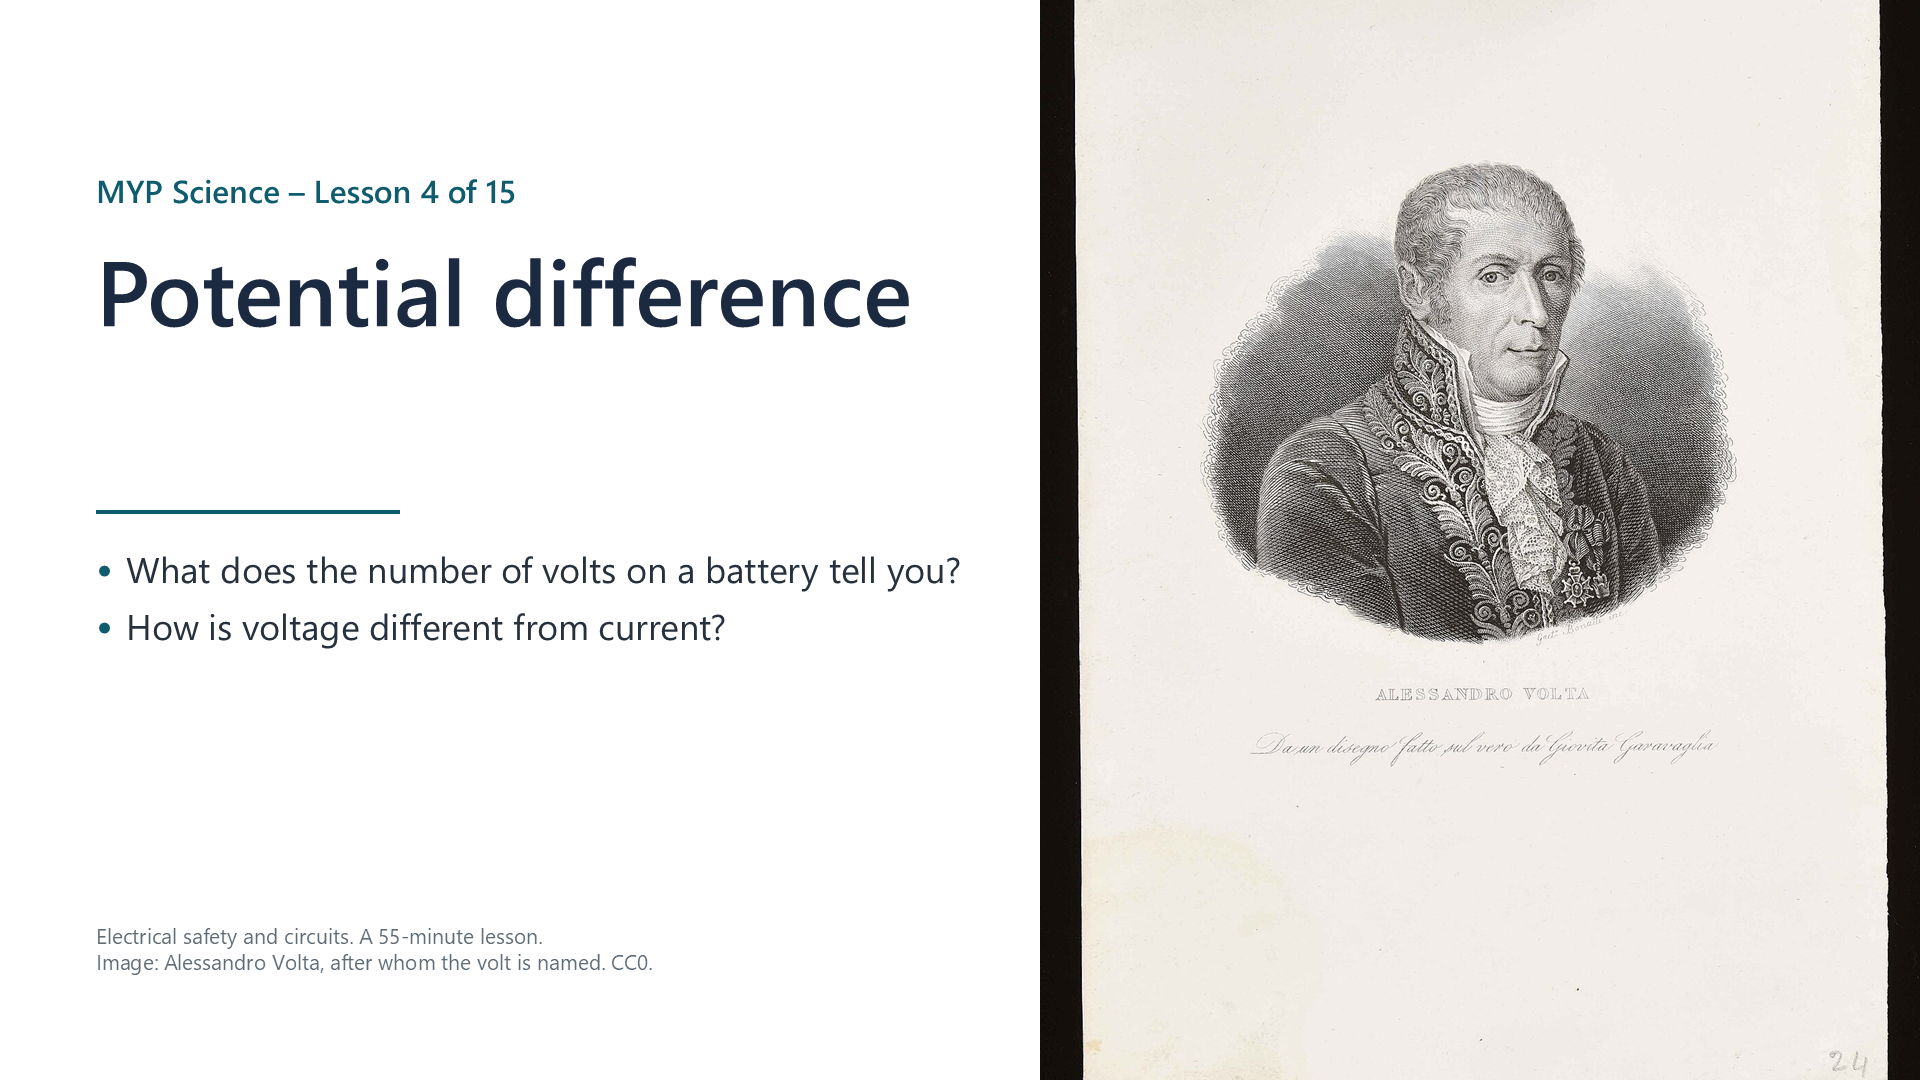 MYP Science – Lesson 4 of 15
Potential difference
• What does the number of volts on a battery tell you?
• How is voltage different from current?
Electrical safety and circuits. A 55-minute lesson.
Image: Alessandro Volta, after whom the volt is named. CC0.
ALESSANDRO VOLTA
Da un disegno fatto sul vero da Giovita Garavaglia
24